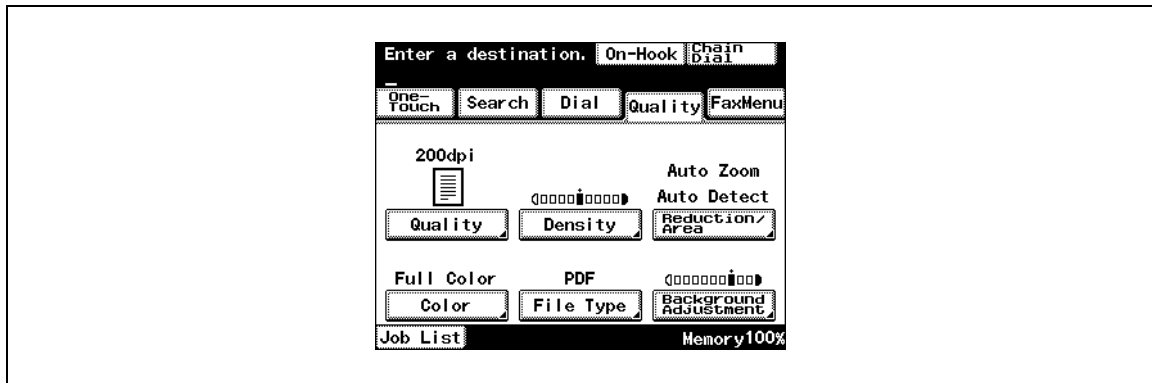 Enter a destination. On-Hook Chain Dial
One-Touch Search Dial Quality FaxMenu
200dpi
Auto Zoom
Auto Detect
Quality Density Reduction/Area
Full Color PDF
Color File Type Background Adjustment
Job List Memory100%